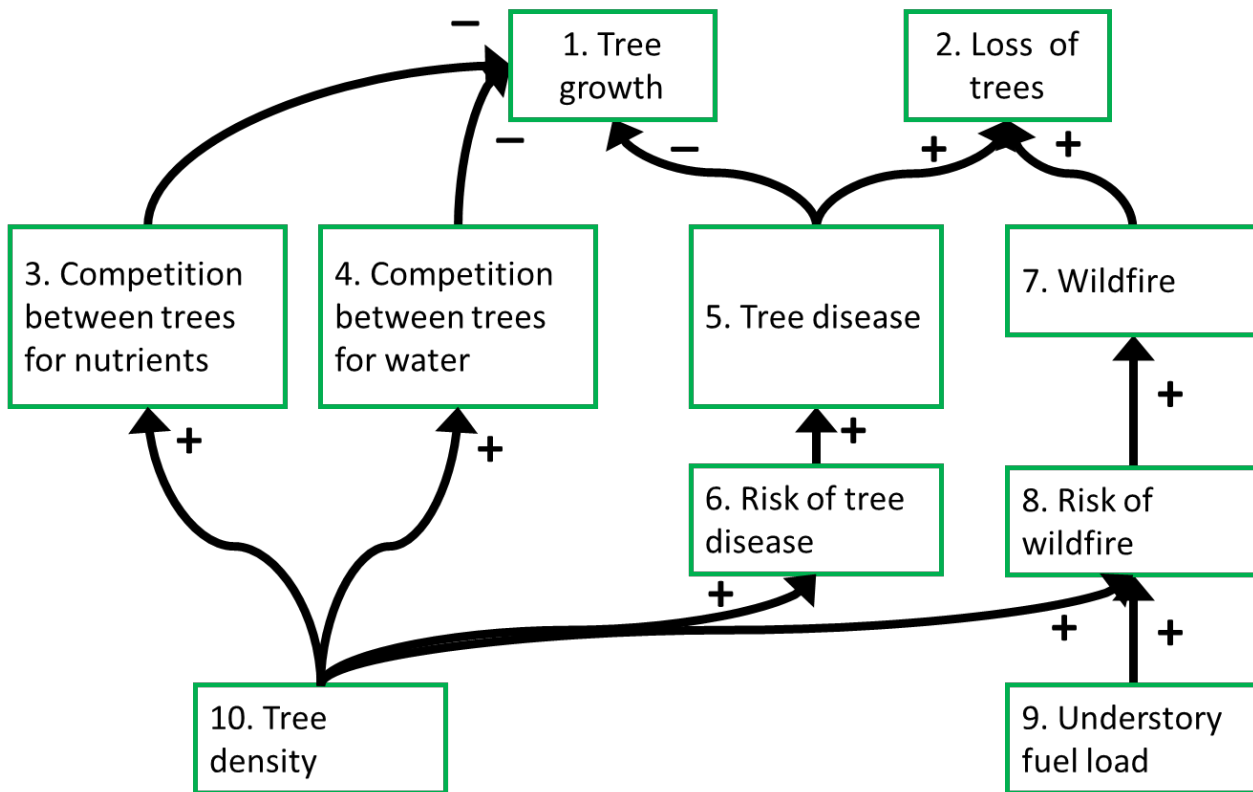 1. Tree
growth
2. Loss of
trees
3. Competition
between trees
for nutrients
4. Competition
between trees
for water
5. Tree disease
7. Wildfire
6. Risk of tree
disease
8. Risk of
wildfire
10. Tree
density
9. Understory
fuel load
−
−
−
+
+
+
+
+
+
+
+
+